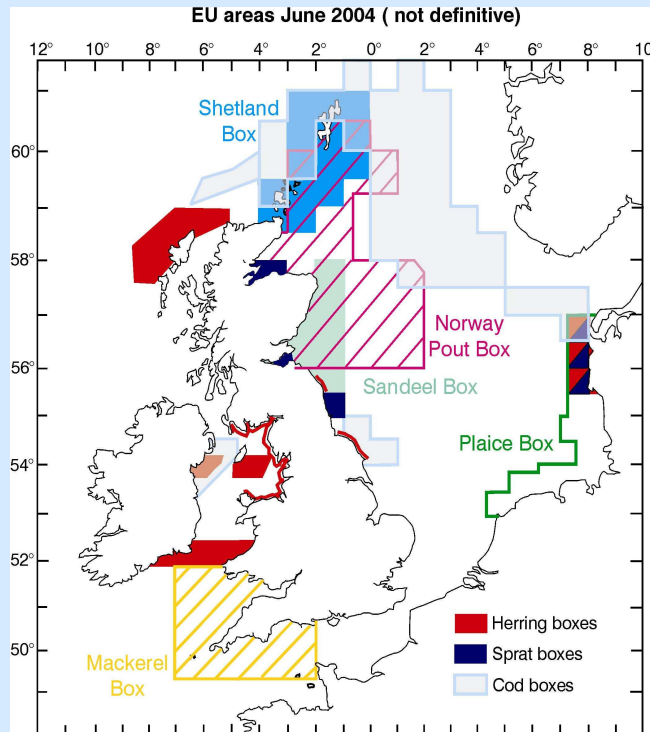 EU areas June 2004 ( not definitive)
12° 10° 8° 6° 4° 2° 0° 2° 4° 6° 8° 10
Shetland
Box
60°
58°
Norway
Pout Box
56°
Sandeel Box
Plaice Box
54°
52°
Herring boxes
50°
Sprat boxes
Mackerel
Box
Cod boxes